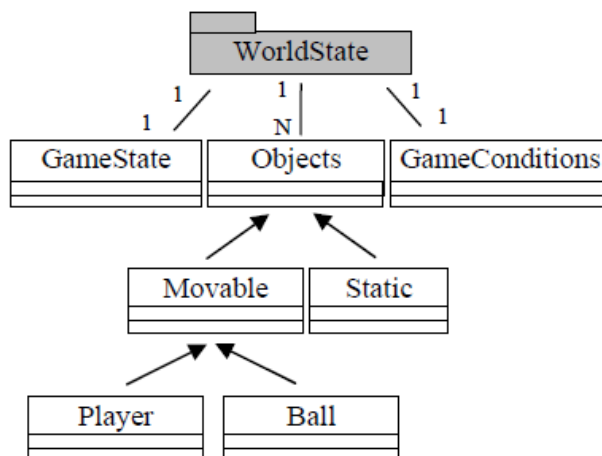 WorldState
1 1 1
1 N 1
GameState Objects GameConditions
Movable Static
Player Ball